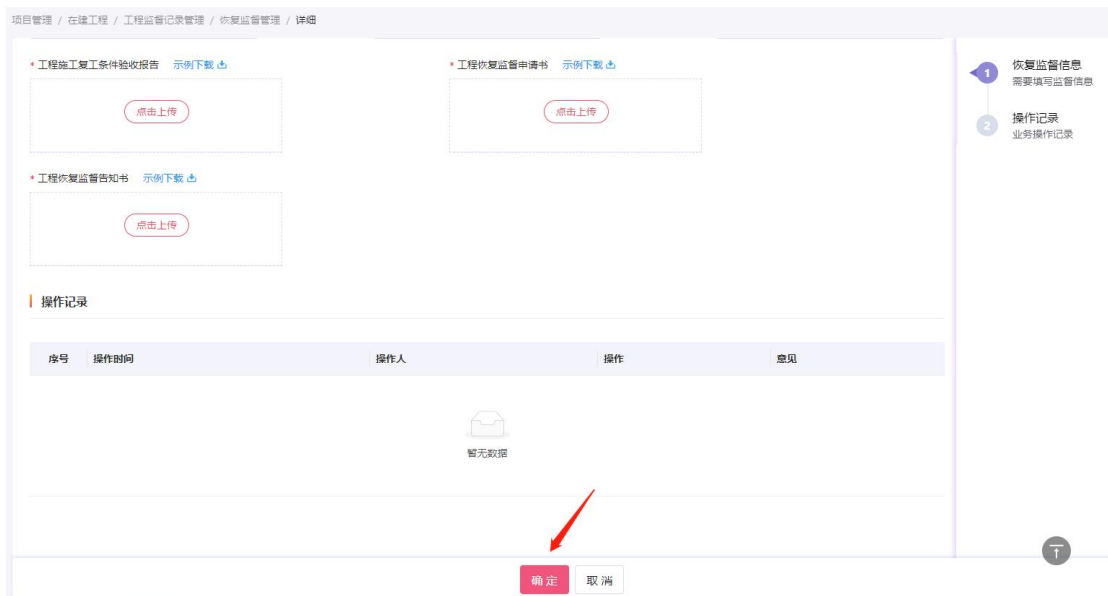 项目管理 / 在建工程 / 工程监督记录管理 / 恢复监督管理 / 详细
* 工程施工复工条件验收报告 示例下载
* 工程恢复监督申请书 示例下载
点击上传
点击上传
* 工程恢复监督告知书 示例下载
点击上传
操作记录
序号 操作时间 操作人 操作 意见
暂无数据
确 定
取 消
1
恢复监督信息
需要填写监督信息
2
操作记录
业务操作记录